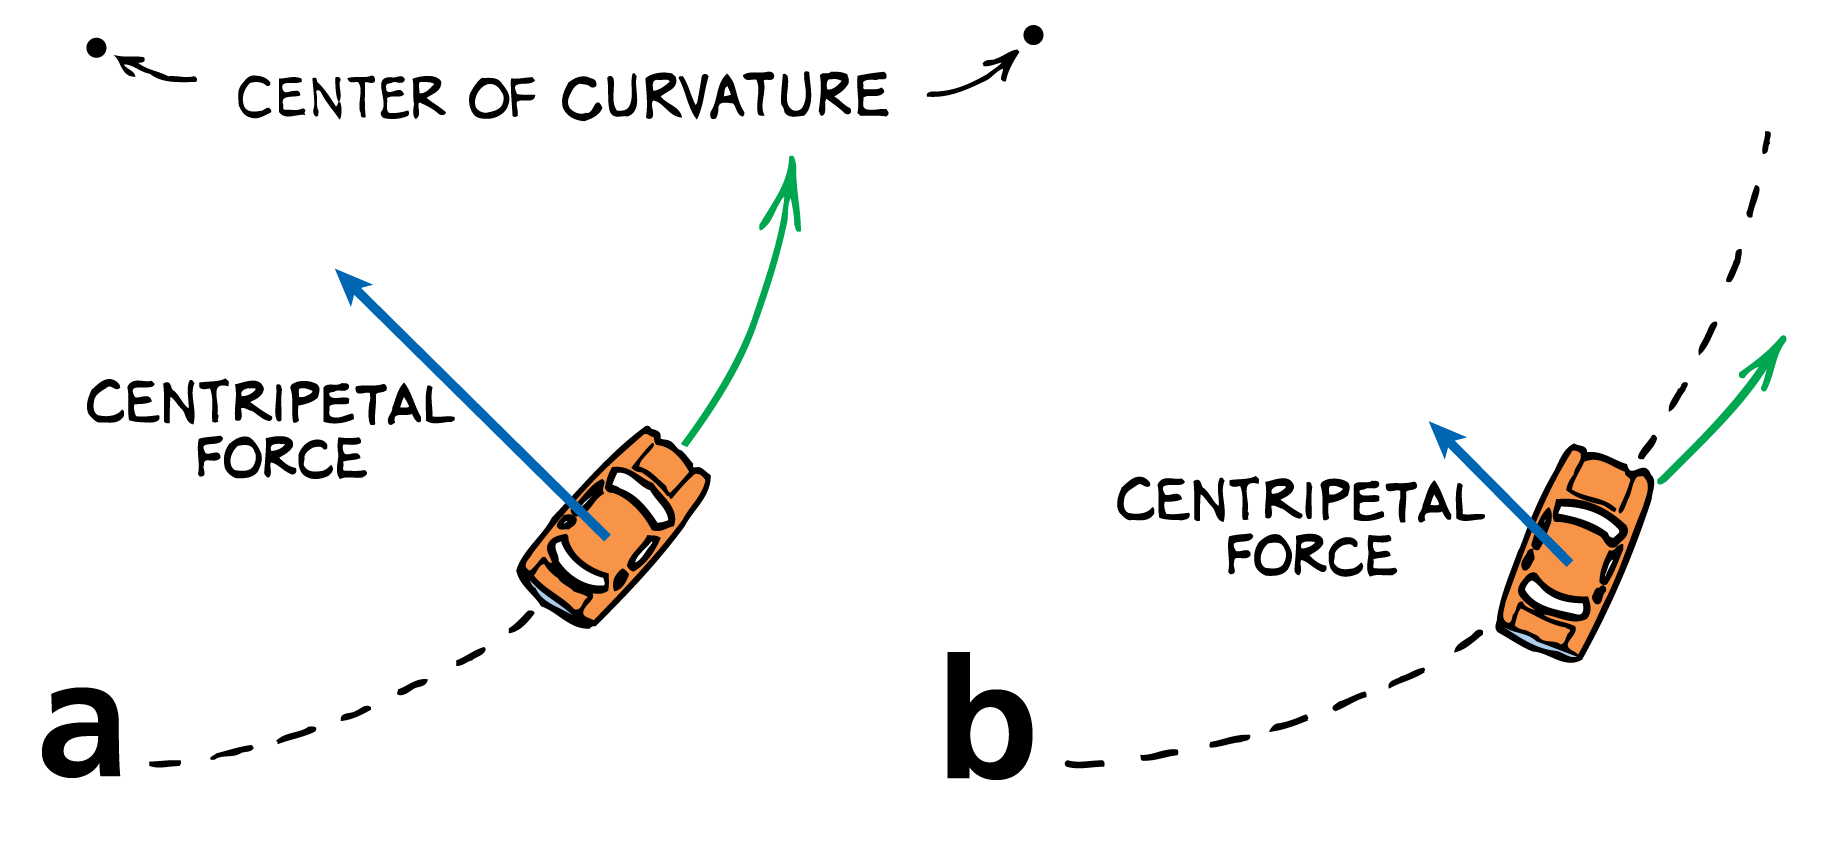 CENTER OF CURVATURE
CENTRIPETAL
FORCE
a
CENTRIPETAL
FORCE
b